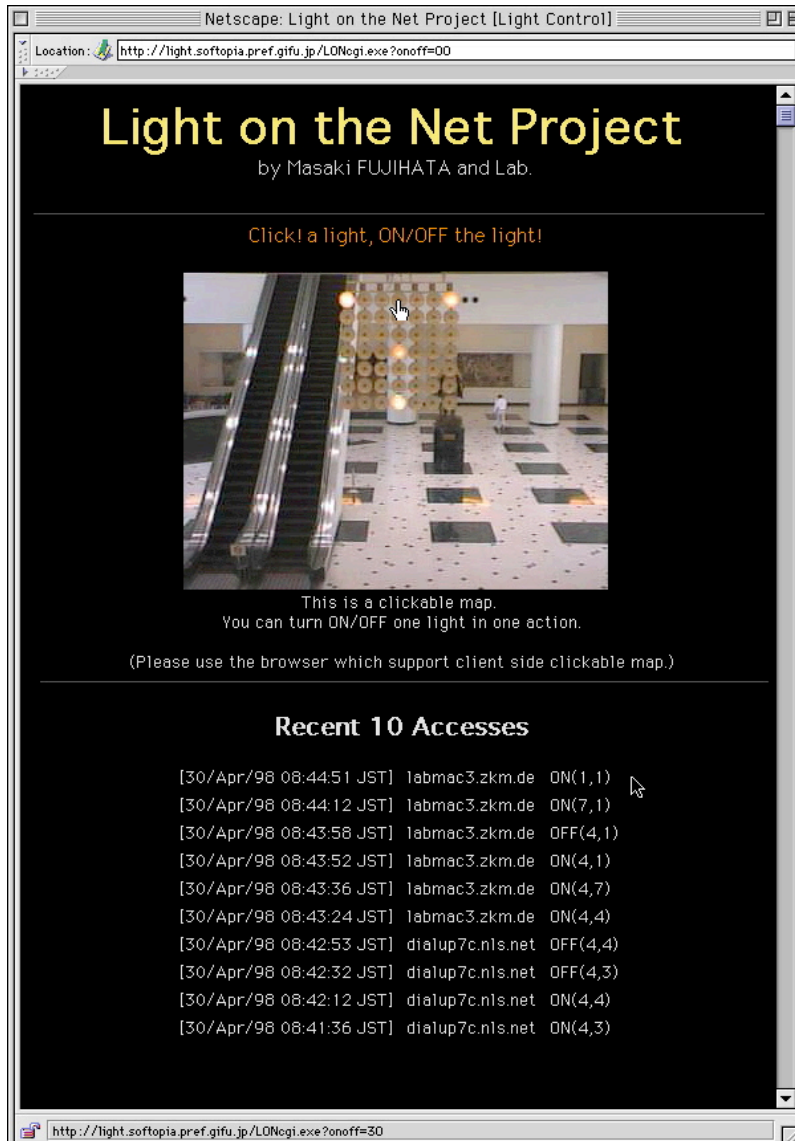 Netscape: Light on the Net Project [Light Control]
Location: http://light.softopia.pref.gifu.jp/LONcgi.exe?onoff=00
Light on the Net Project
by Masaki FUJIHATA and Lab.
Click! a light, ON/OFF the light!
This is a clickable map.
You can turn ON/OFF one light in one action.
(Please use the browser which support client side clickable map.)
Recent 10 Accesses
[30/Apr/98 08:44:51 JST] labmac3.zkm.de ON(1,1)
[30/Apr/98 08:44:12 JST] labmac3.zkm.de ON(7,1)
[30/Apr/98 08:43:58 JST] labmac3.zkm.de OFF(4,1)
[30/Apr/98 08:43:52 JST] labmac3.zkm.de ON(4,1)
[30/Apr/98 08:43:36 JST] labmac3.zkm.de ON(4,7)
[30/Apr/98 08:43:24 JST] labmac3.zkm.de ON(4,4)
[30/Apr/98 08:42:53 JST] dialup7c.nls.net OFF(4,4)
[30/Apr/98 08:42:32 JST] dialup7c.nls.net OFF(4,3)
[30/Apr/98 08:42:12 JST] dialup7c.nls.net ON(4,4)
[30/Apr/98 08:41:36 JST] dialup7c.nls.net ON(4,3)
http://light.softopia.pref.gifu.jp/LONcgi.exe?onoff=30